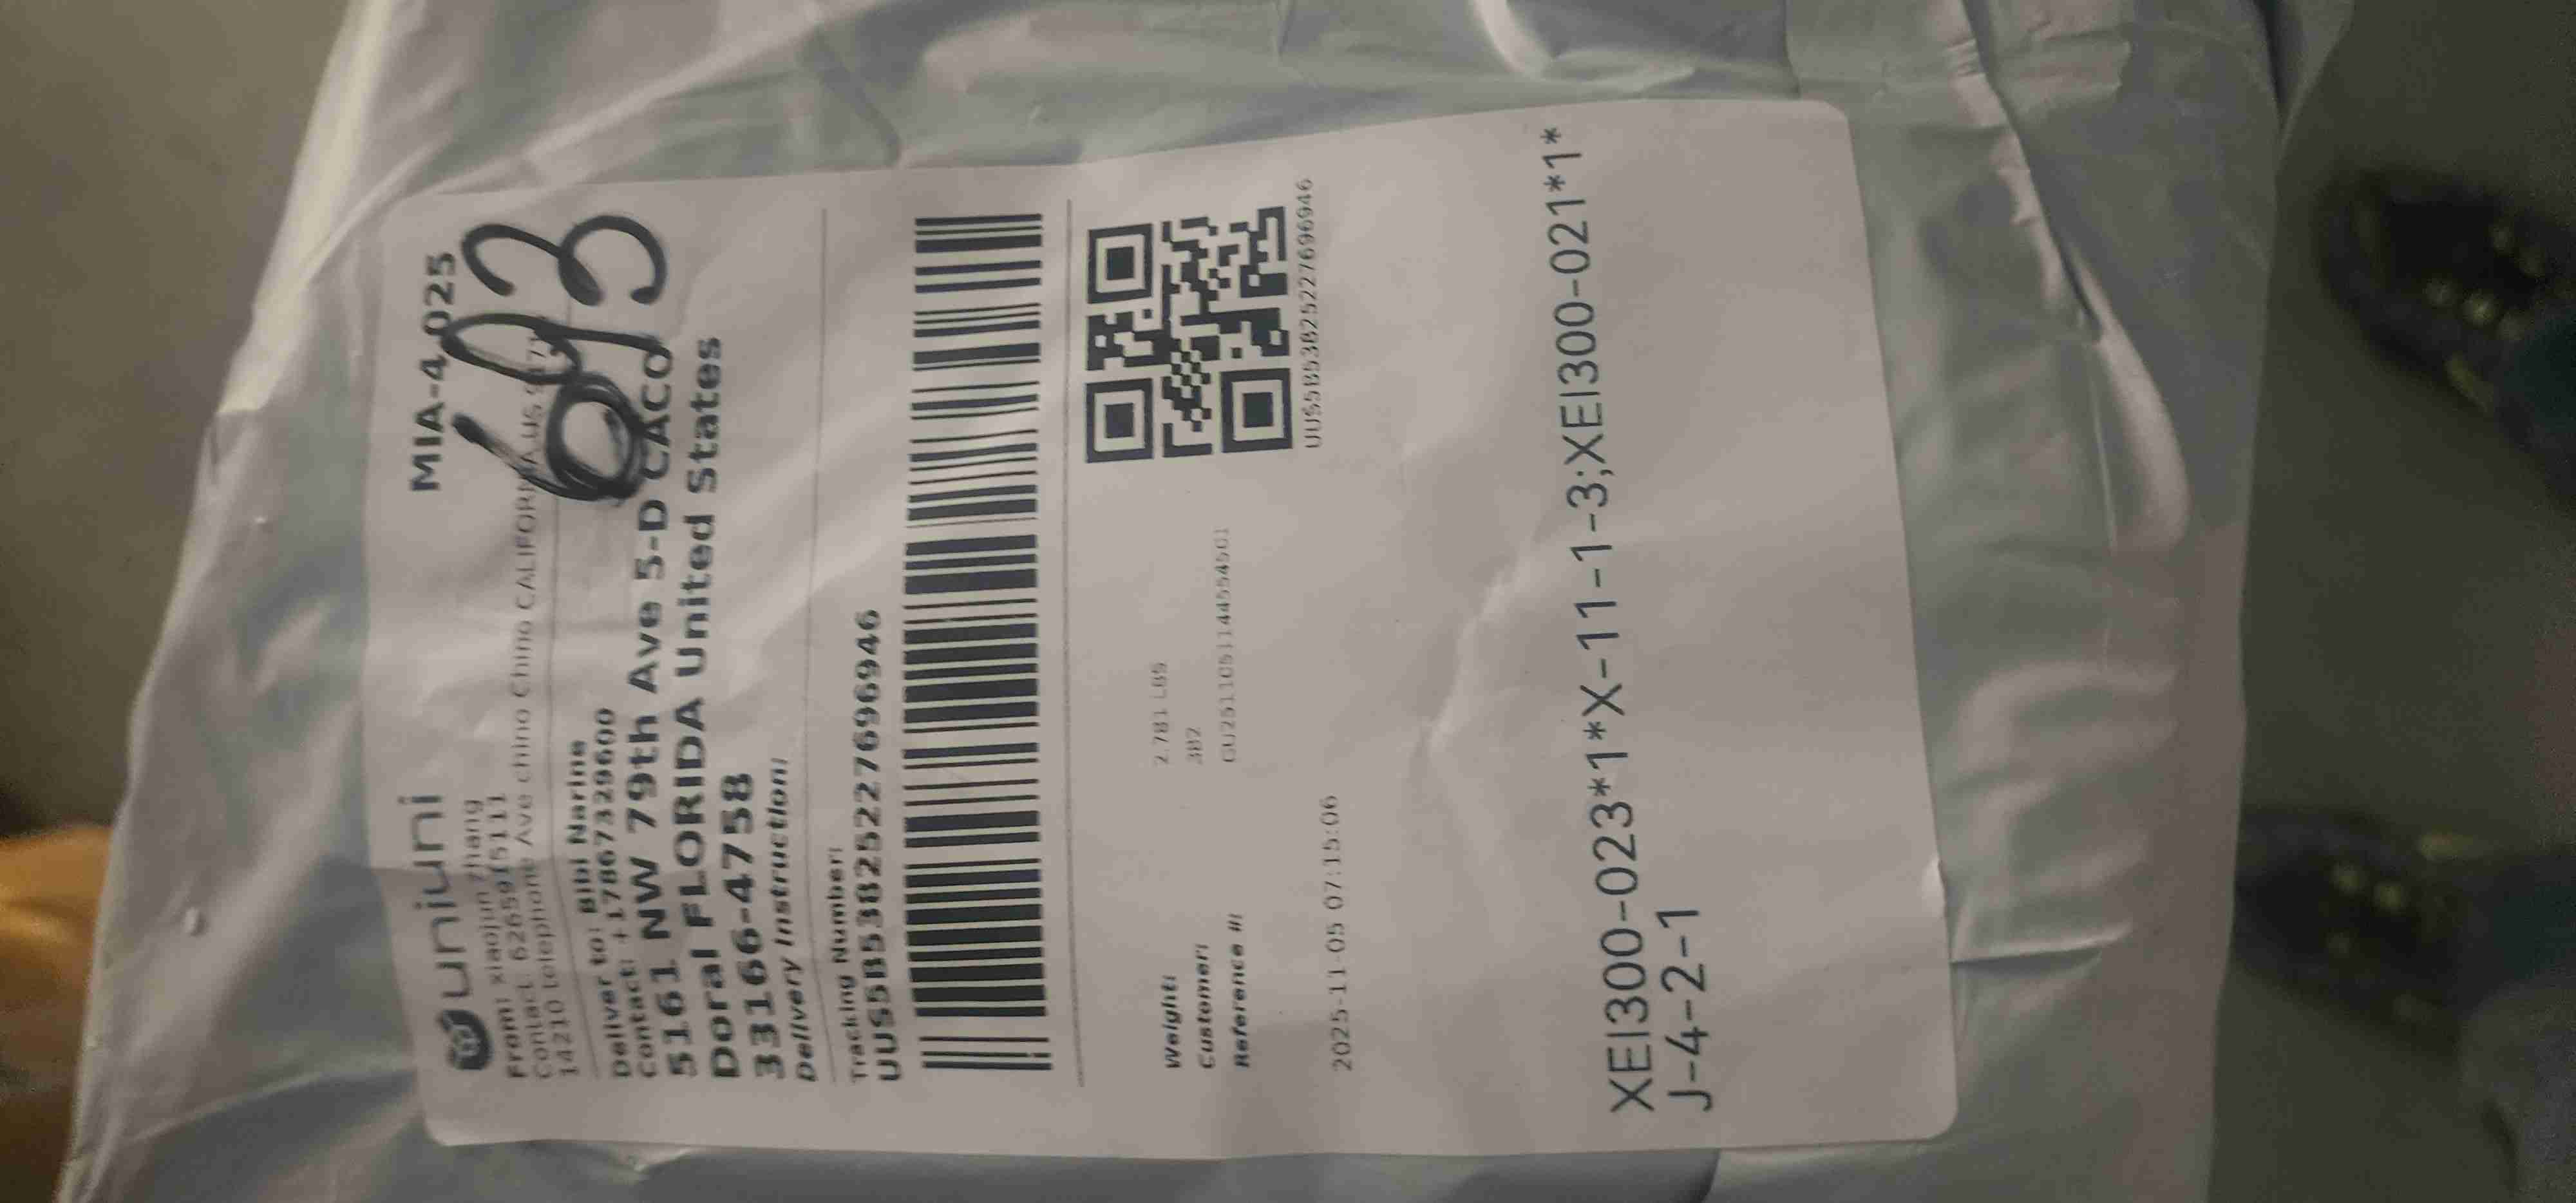 uniuni
MIA-4 025
693
From: xiaojun zhang
Contact: 6265915111
14210 telephone Ave chino Chino CALIFORNIA US 917
Deliver to: Bibi Narine
Contact: +17867329600
5161 NW 79th Ave 5-D CACO
Doral FLORIDA United States
33166-4758
Delivery Instruction:
Tracking Number:
UUS5B53825227696946
Weight: 2.781 LBS
Customer: 382
Reference #:
UUS5B53825227696946
2025-11-05 07:15:06
XEI300-023*1*X-11-1-3;XEI300-021*1*
J-4-2-1